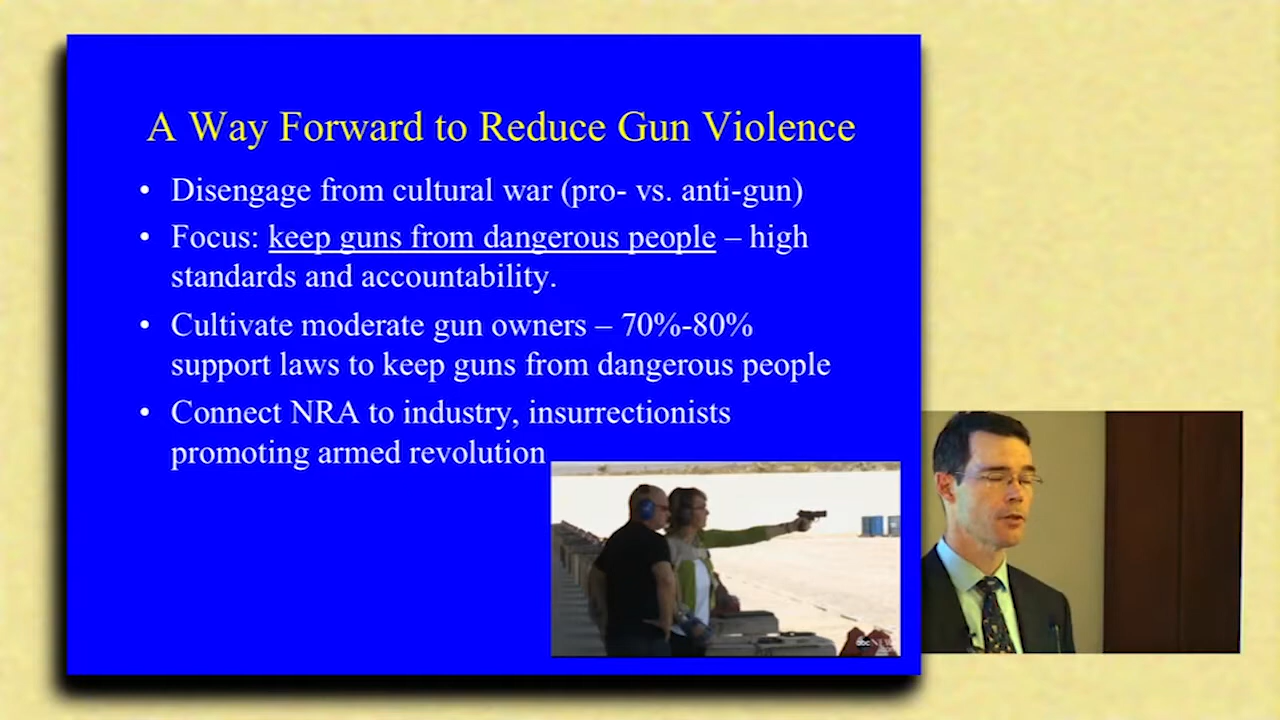 A Way Forward to Reduce Gun Violence
• Disengage from cultural war (pro- vs. anti-gun)
• Focus: keep guns from dangerous people – high
standards and accountability.
• Cultivate moderate gun owners – 70%-80%
support laws to keep guns from dangerous people
• Connect NRA to industry, insurrectionists
promoting armed revolution
abc NEWS